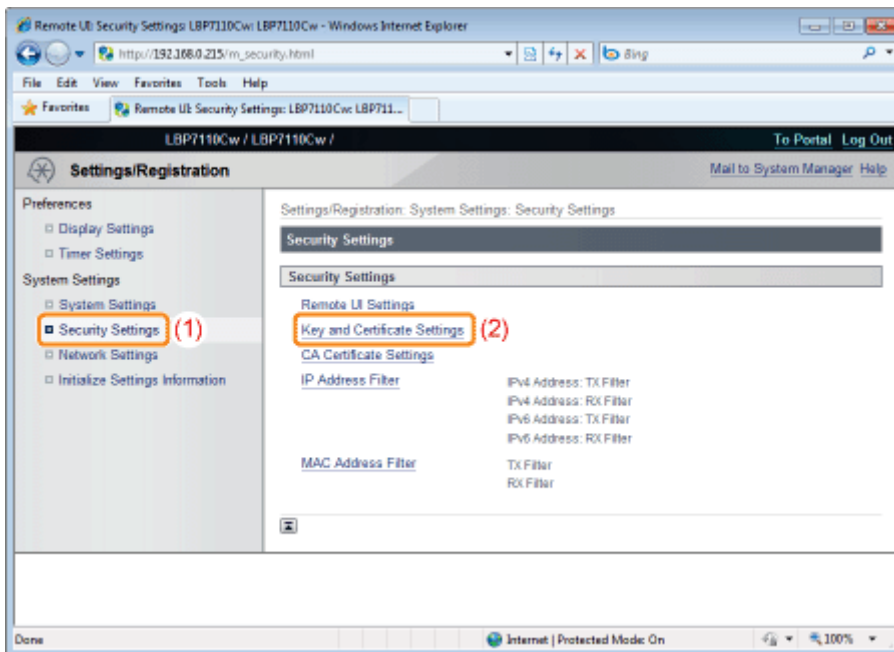 Remote UI: Security Settings: LBP7110Cw: LBP7110Cw - Windows Internet Explorer
http://192.168.0.215/m_security.html
Bing
File Edit View Favorites Tools Help
Favorites
Remote UI: Security Settings: LBP7110Cw: LBP711...
LBP7110Cw / LBP7110Cw /
To Portal Log Out
Settings/Registration
Mail to System Manager Help
Preferences
Display Settings
Timer Settings
System Settings
System Settings
Security Settings (1)
Network Settings
Initialize Settings Information
Settings/Registration: System Settings: Security Settings
Security Settings
Security Settings
Remote UI Settings
Key and Certificate Settings (2)
CA Certificate Settings
IP Address Filter
IPv4 Address: TX Filter
IPv4 Address: RX Filter
IPv6 Address: TX Filter
IPv6 Address: RX Filter
MAC Address Filter
TX Filter
RX Filter
Done
Internet | Protected Mode: On
100%